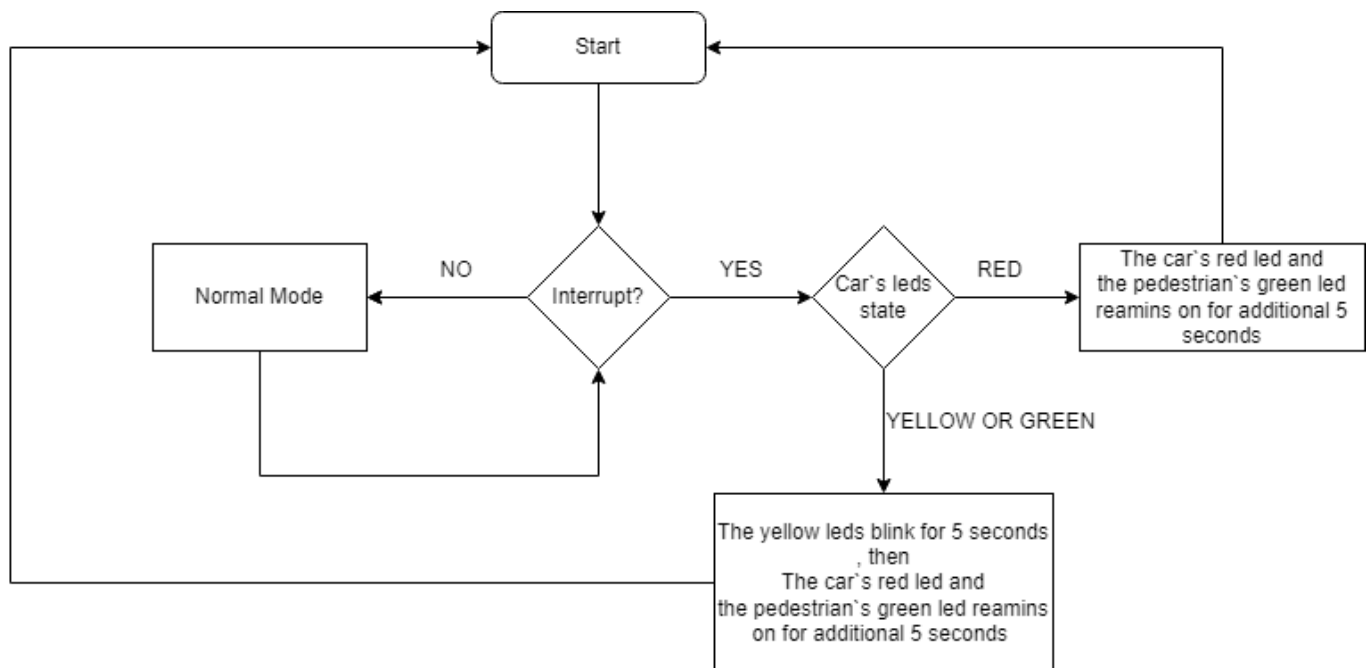 Start
NO
YES
RED
Normal Mode
Interrupt?
Car`s leds
state
The car`s red led and
the pedestrian`s green led
reamins on for additional 5
seconds
YELLOW OR GREEN
The yellow leds blink for 5 seconds
, then
The car`s red led and
the pedestrian`s green led reamins
on for additional 5 seconds